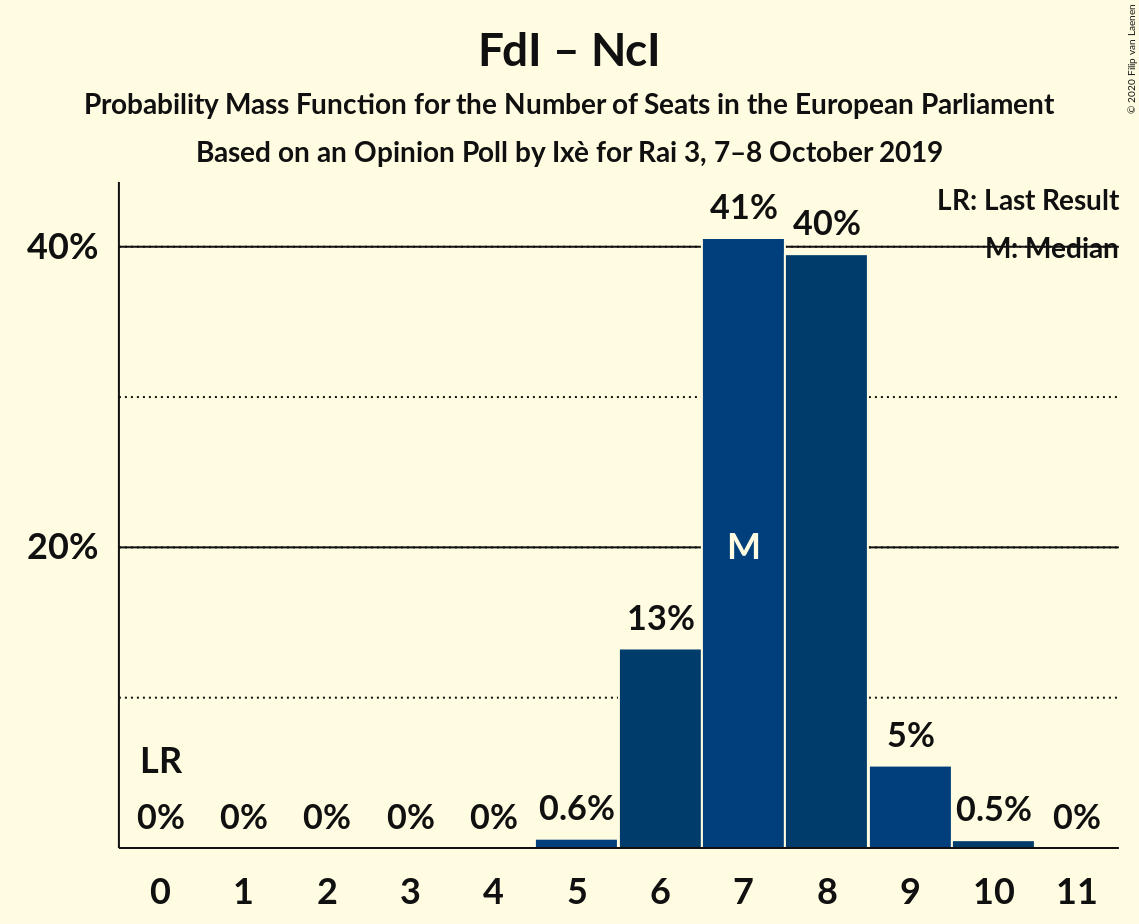 FdI – NcI
Probability Mass Function for the Number of Seats in the European Parliament
Based on an Opinion Poll by Ixè for Rai 3, 7–8 October 2019
© 2020 Filip van Laenen
LR: Last Result
M: Median
41%
40%
40%
20%
M
13%
5%
LR
0%
0%
0%
0%
0%
0.6%
0.5%
0%
0 1 2 3 4 5 6 7 8 9 10 11